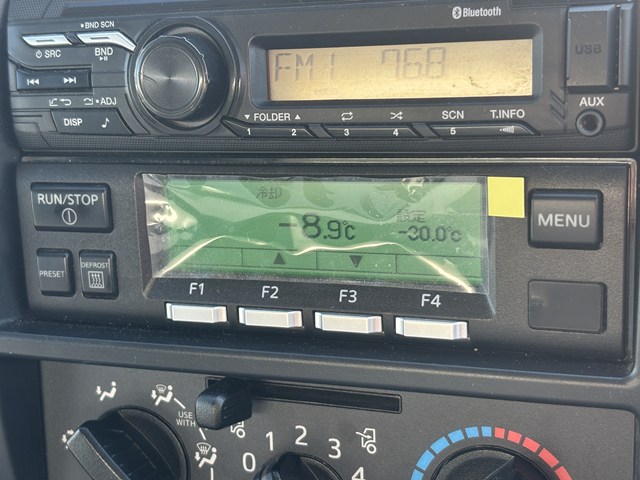 BND SCN
Bluetooth
SRC
BND
FM1 76.8
USB
ADJ
DISP
FOLDER
SCN
T.INFO
AUX
1 2 3 4 5
RUN/STOP
冷却
設定
-8.9℃
-30.0℃
MENU
PRESET
DEFROST
F1 F2 F3 F4
USE WITH
0 1 2 3 4